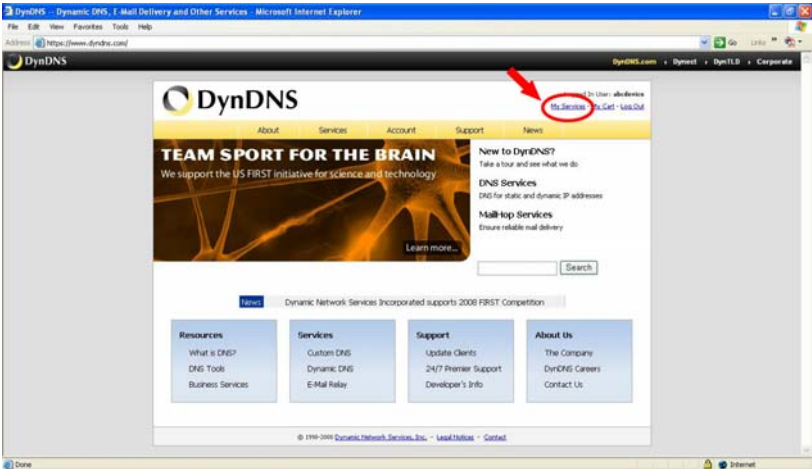 DynDNS -- Dynamic DNS, E-Mail Delivery and Other Services - Microsoft Internet Explorer
File Edit View Favorites Tools Help
Address https://www.dyndns.com/ Go Links »
DynDNS DynDNS.com Dynect DynTLD Corporate
DynDNS
In User: abcdevice
My Services - My Cart - Log Out
About Services Account Support News
TEAM SPORT FOR THE BRAIN
We support the US FIRST initiative for science and technology
Learn more...
New to DynDNS?
Take a tour and see what we do
DNS Services
DNS for static and dynamic IP addresses
MailHop Services
Ensure reliable mail delivery
Search
News Dynamic Network Services Incorporated supports 2008 FIRST Competition
Resources
What is DNS?
DNS Tools
Business Services
Services
Custom DNS
Dynamic DNS
E-Mail Relay
Support
Update Clients
24/7 Premier Support
Developer's Info
About Us
The Company
DynDNS Careers
Contact Us
© 1998-2008 Dynamic Network Services, Inc. - Legal Notices - Contact
Done Internet